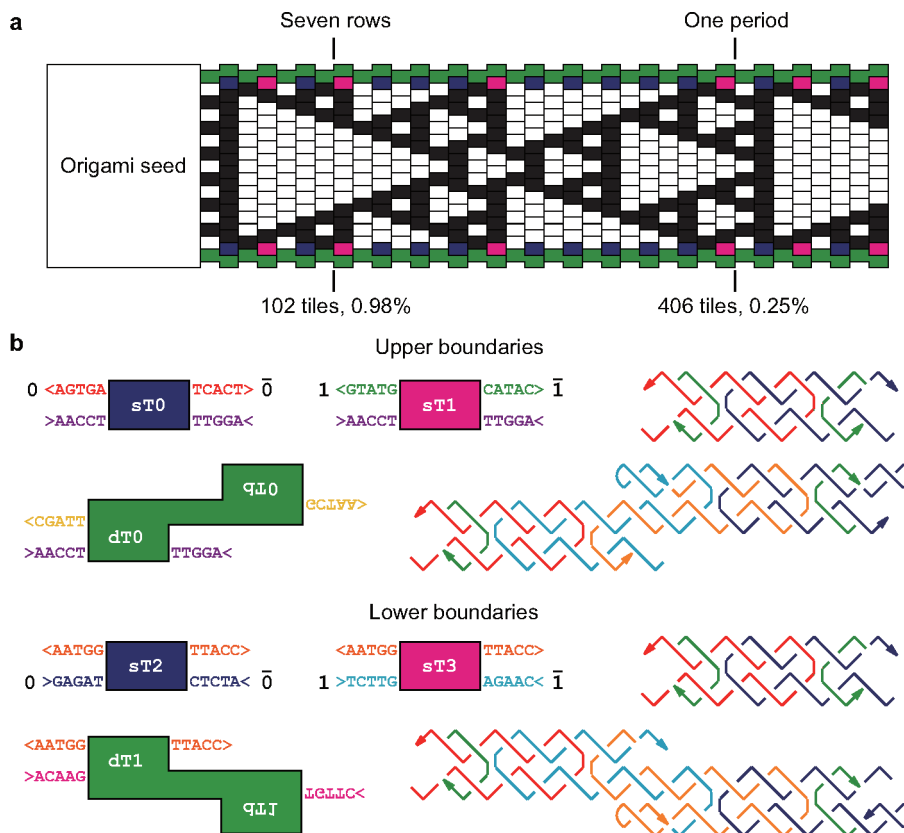 a
Seven rows
One period
Origami seed
102 tiles, 0.98%
406 tiles, 0.25%
b
Upper boundaries
0 <AGTGA sT0 TCACT> 0̅
>AACCT TTGGA<
1 <GTATG sT1 CATAC> 1̅
>AACCT TTGGA<
GCTAA<
<CGATT
dT0
>AACCT TTGGA<
Lower boundaries
<AATGG sT2 TTACC>
0 >GAGAT CTCTA< 0̅
<AATGG sT3 TTACC>
1 >TCTTG AGAAC< 1̅
<AATGG TTACC>
dT1
>ACAAG
TGTTC>